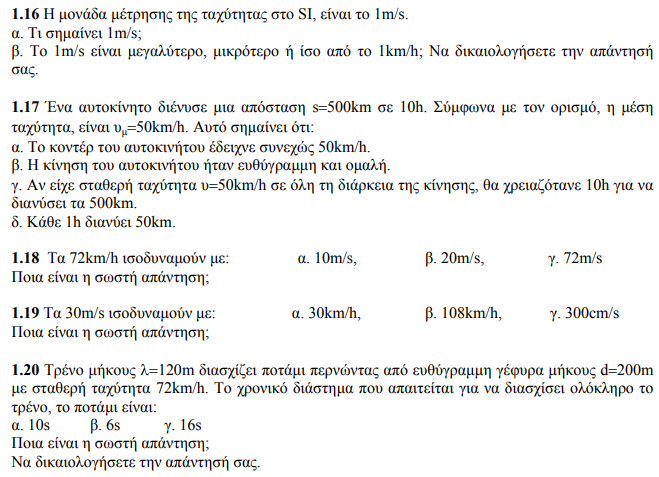 1.16 Η μονάδα μέτρησης της ταχύτητας στο SI, είναι το 1m/s.
α. Τι σημαίνει 1m/s;
β. Το 1m/s είναι μεγαλύτερο, μικρότερο ή ίσο από το 1km/h; Να δικαιολογήσετε την απάντησή
σας.
1.17 Ένα αυτοκίνητο διένυσε μια απόσταση s=500km σε 10h. Σύμφωνα με τον ορισμό, η μέση
ταχύτητα, είναι υμ=50km/h. Αυτό σημαίνει ότι:
α. Το κοντέρ του αυτοκινήτου έδειχνε συνεχώς 50km/h.
β. Η κίνηση του αυτοκινήτου ήταν ευθύγραμμη και ομαλή.
γ. Αν είχε σταθερή ταχύτητα υ=50km/h σε όλη τη διάρκεια της κίνησης, θα χρειαζότανε 10h για να
διανύσει τα 500km.
δ. Κάθε 1h διανύει 50km.
1.18 Τα 72km/h ισοδυναμούν με: α. 10m/s, β. 20m/s, γ. 72m/s
Ποια είναι η σωστή απάντηση;
1.19 Τα 30m/s ισοδυναμούν με: α. 30km/h, β. 108km/h, γ. 300cm/s
Ποια είναι η σωστή απάντηση;
1.20 Τρένο μήκους λ=120m διασχίζει ποτάμι περνώντας από ευθύγραμμη γέφυρα μήκους d=200m
με σταθερή ταχύτητα 72km/h. Το χρονικό διάστημα που απαιτείται για να διασχίσει ολόκληρο το
τρένο, το ποτάμι είναι:
α. 10s β. 6s γ. 16s
Ποια είναι η σωστή απάντηση;
Να δικαιολογήσετε την απάντησή σας.